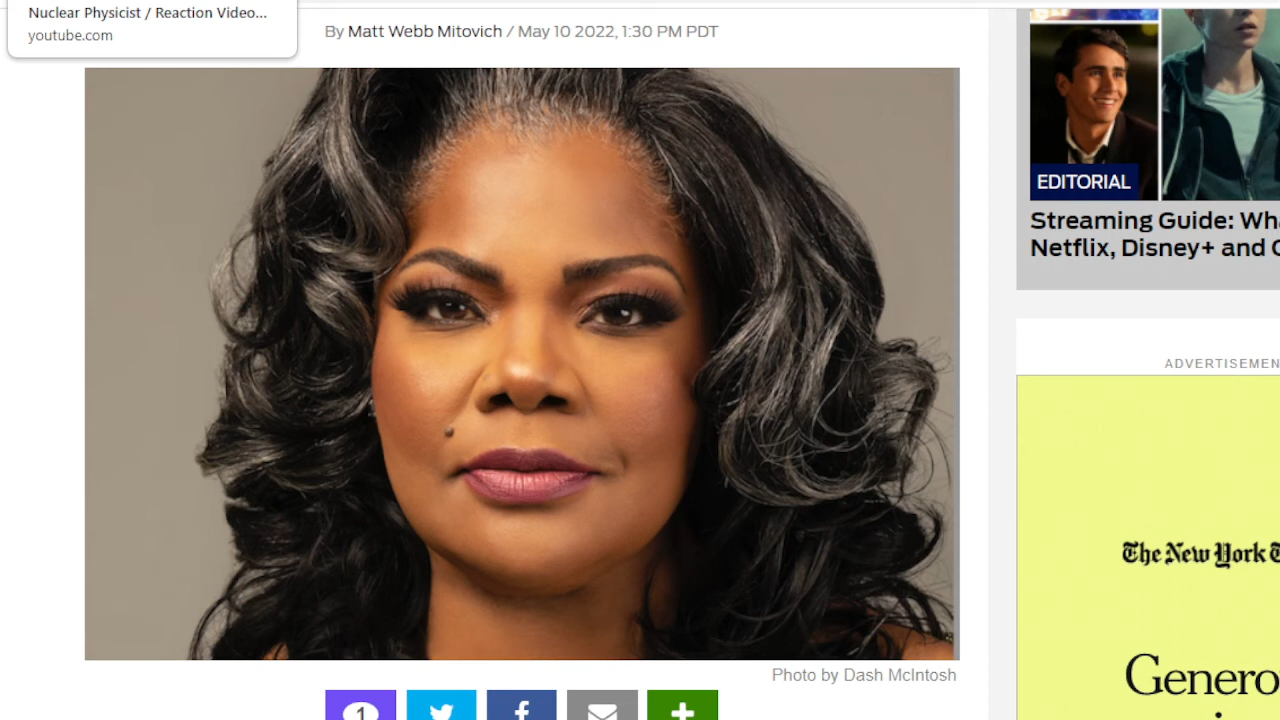 Nuclear Physicist / Reaction Video...
youtube.com
By Matt Webb Mitovich / May 10 2022, 1:30 PM PDT
Photo by Dash McIntosh
1
EDITORIAL
Streaming Guide: Wh
Netflix, Disney+ and
ADVERTISEMEN
The New York
Genero